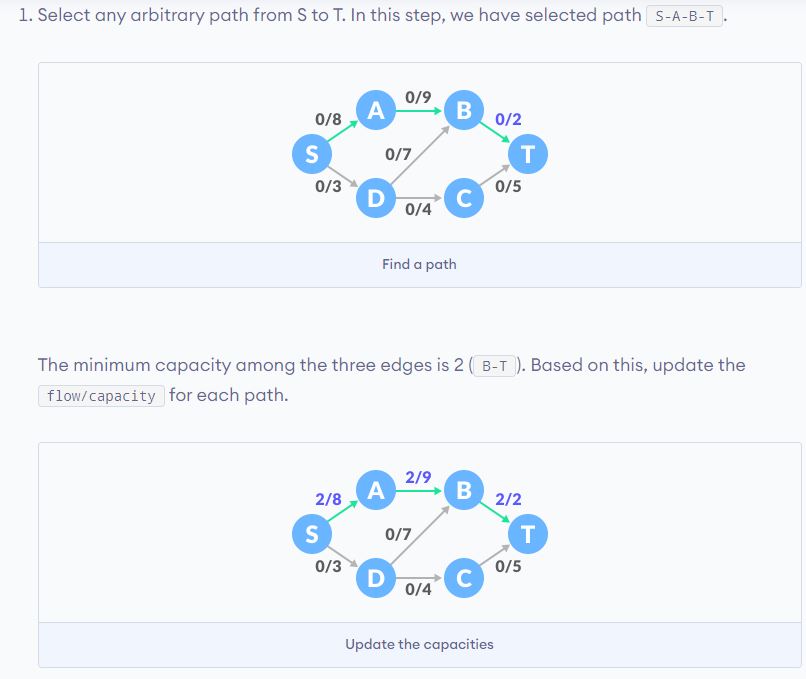 1. Select any arbitrary path from S to T. In this step, we have selected path S-A-B-T.
0/9
A
B
0/8
0/2
S
0/7
T
0/3
0/5
D
C
0/4
Find a path
The minimum capacity among the three edges is 2 ( B-T ). Based on this, update the
flow/capacity for each path.
2/9
A
B
2/8
2/2
S
0/7
T
0/3
0/5
D
C
0/4
Update the capacities